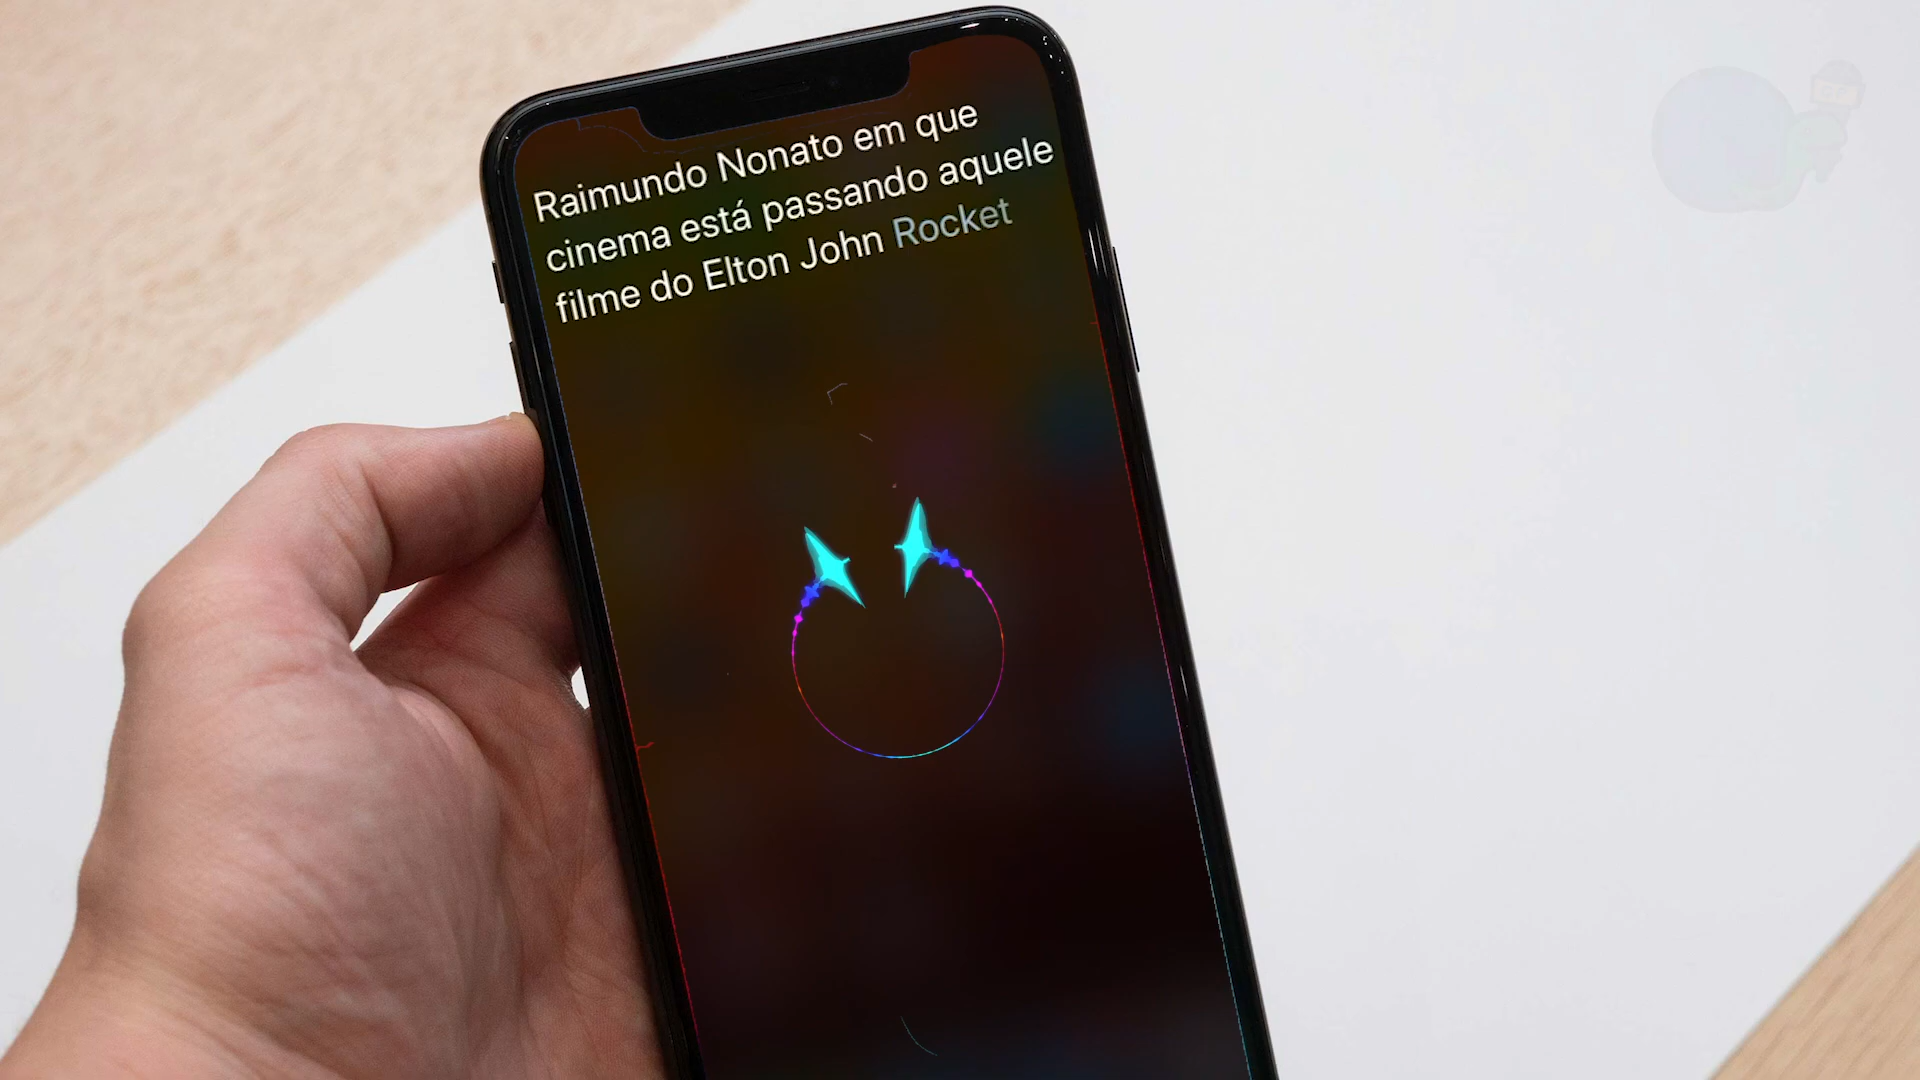 Raimundo Nonato em que
cinema está passando aquele
filme do Elton John Rocket